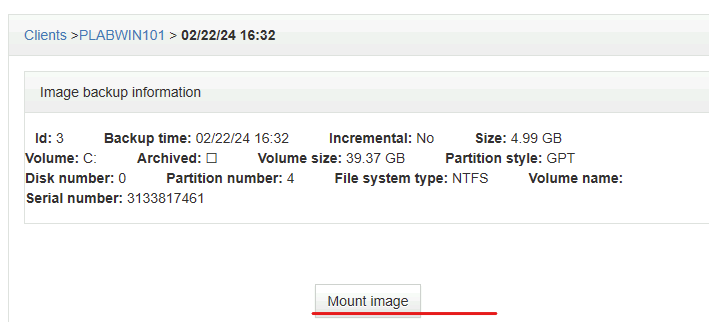 Clients >PLABWIN101 > 02/22/24 16:32
Image backup information
Id: 3 Backup time: 02/22/24 16:32 Incremental: No Size: 4.99 GB
Volume: C: Archived: ☐ Volume size: 39.37 GB Partition style: GPT
Disk number: 0 Partition number: 4 File system type: NTFS Volume name:
Serial number: 3133817461
Mount image